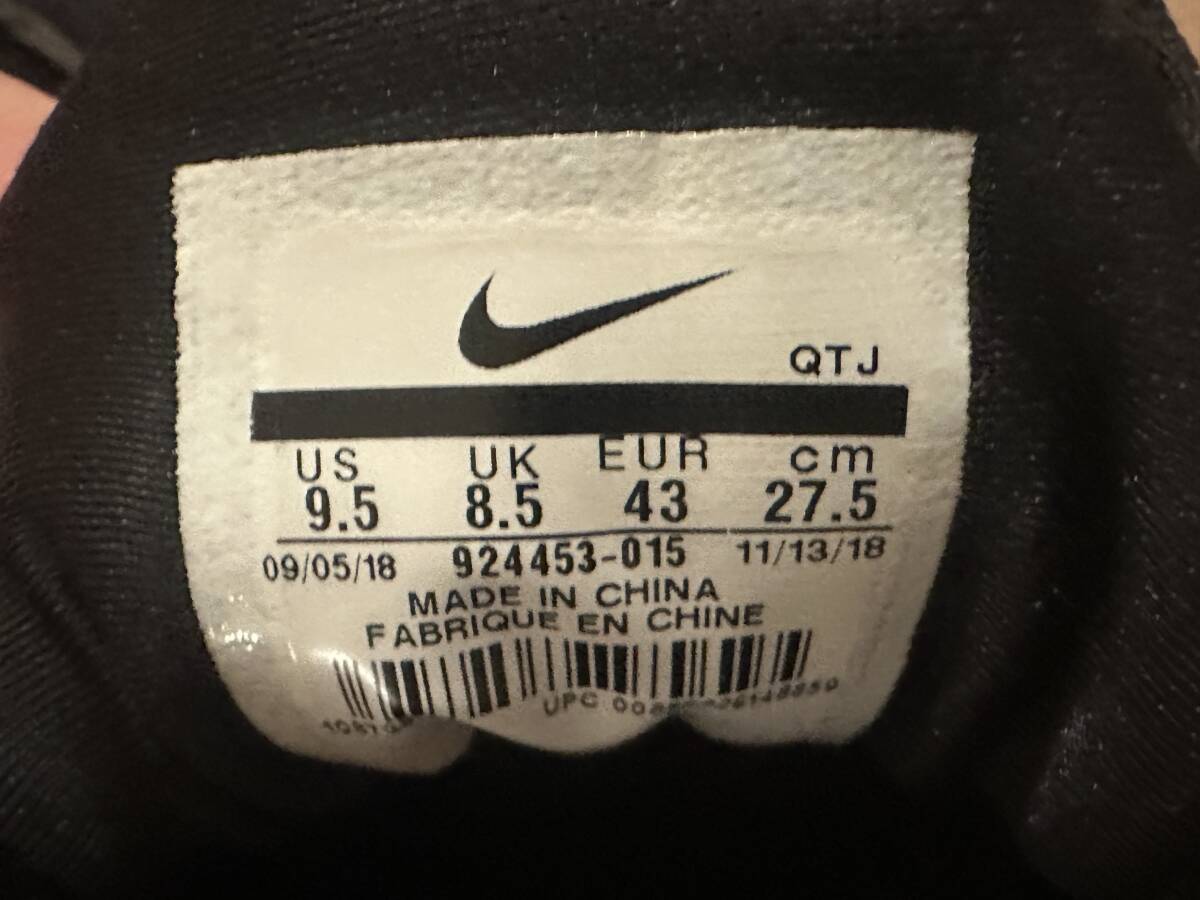 QTJ
US UK EUR cm
9.5 8.5 43 27.5
09/05/18 924453-015 11/13/18
MADE IN CHINA
FABRIQUE EN CHINE
UPC